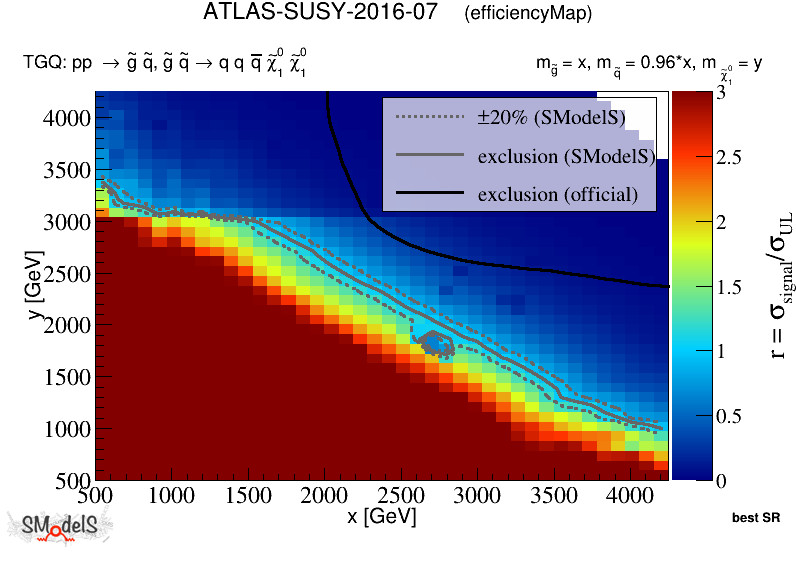 ATLAS-SUSY-2016-07 (efficiencyMap)
TGQ: pp → g̃ q̃, g̃ q̃ → q q q̅ χ̃₁⁰ χ̃₁⁰
m_g̃ = x, m_q̃ = 0.96*x, m_χ̃₁⁰ = y
±20% (SModelS)
exclusion (SModelS)
exclusion (official)
4000
3500
3000
2500
2000
1500
1000
500
y [GeV]
500 1000 1500 2000 2500 3000 3500 4000
x [GeV]
3
2.5
2
1.5
1
0.5
0
r = σ_signal/σ_UL
best SR
SModelS